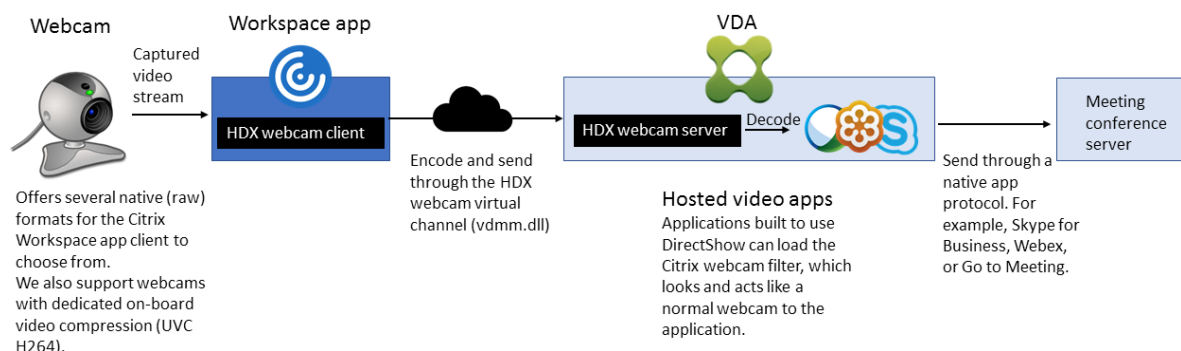 Webcam
Captured
video
stream
Offers several native (raw)
formats for the Citrix
Workspace app client to
choose from.
We also support webcams
with dedicated on-board
video compression (UVC
H264).
Workspace app
HDX webcam client
Encode and send
through the HDX
webcam virtual
channel (vdmm.dll)
VDA
HDX webcam server
Decode
S
Hosted video apps
Applications built to use
DirectShow can load the
Citrix webcam filter, which
looks and acts like a
normal webcam to the
application.
Send through a
native app
protocol. For
example, Skype for
Business, Webex,
or Go to Meeting.
Meeting
conference
server